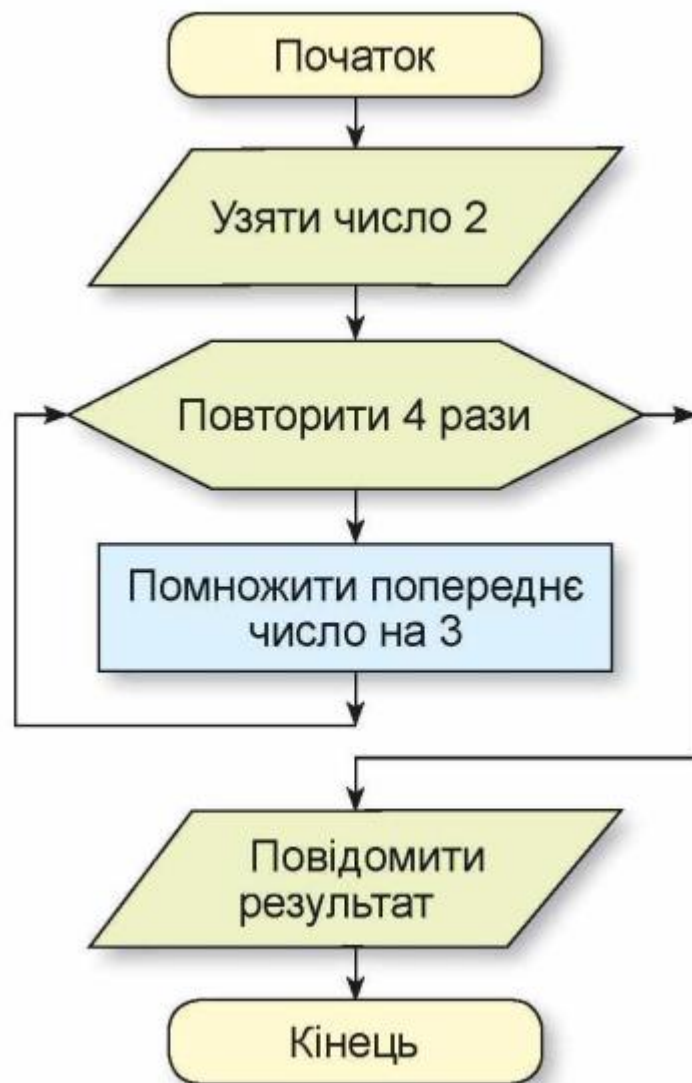 Початок
Узяти число 2
Повторити 4 рази
Помножити попереднє
число на 3
Повідомити
результат
Кінець